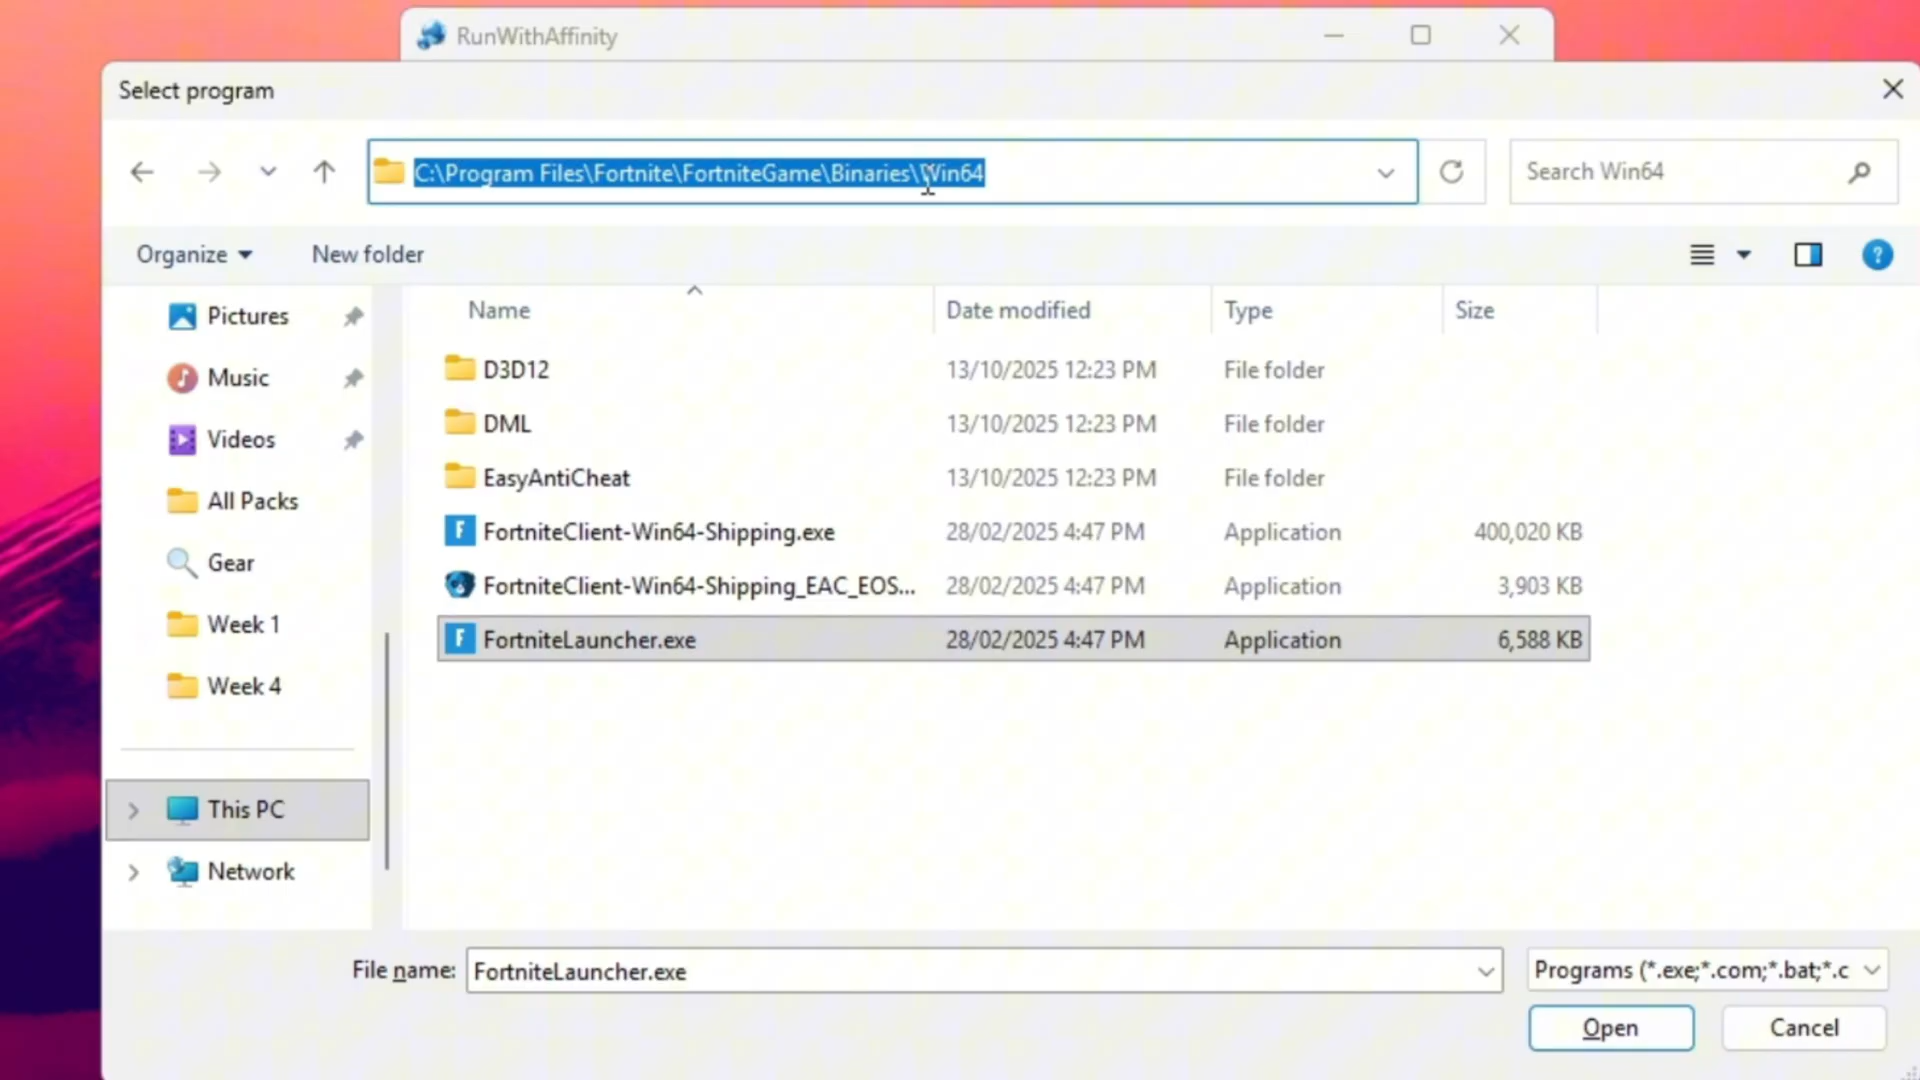 RunWithAffinity
Select program
C:\Program Files\Fortnite\FortniteGame\Binaries\Win64
Search Win64
Organize
New folder
?
Name
Date modified
Type
Size
Pictures
Music
Videos
All Packs
Gear
Week 1
Week 4
This PC
Network
D3D12 13/10/2025 12:23 PM File folder
DML 13/10/2025 12:23 PM File folder
EasyAntiCheat 13/10/2025 12:23 PM File folder
F FortniteClient-Win64-Shipping.exe 28/02/2025 4:47 PM Application 400,020 KB
FortniteClient-Win64-Shipping_EAC_EOS... 28/02/2025 4:47 PM Application 3,903 KB
F FortniteLauncher.exe 28/02/2025 4:47 PM Application 6,588 KB
File name: FortniteLauncher.exe
Programs (*.exe;*.com;*.bat;*.c
Open
Cancel